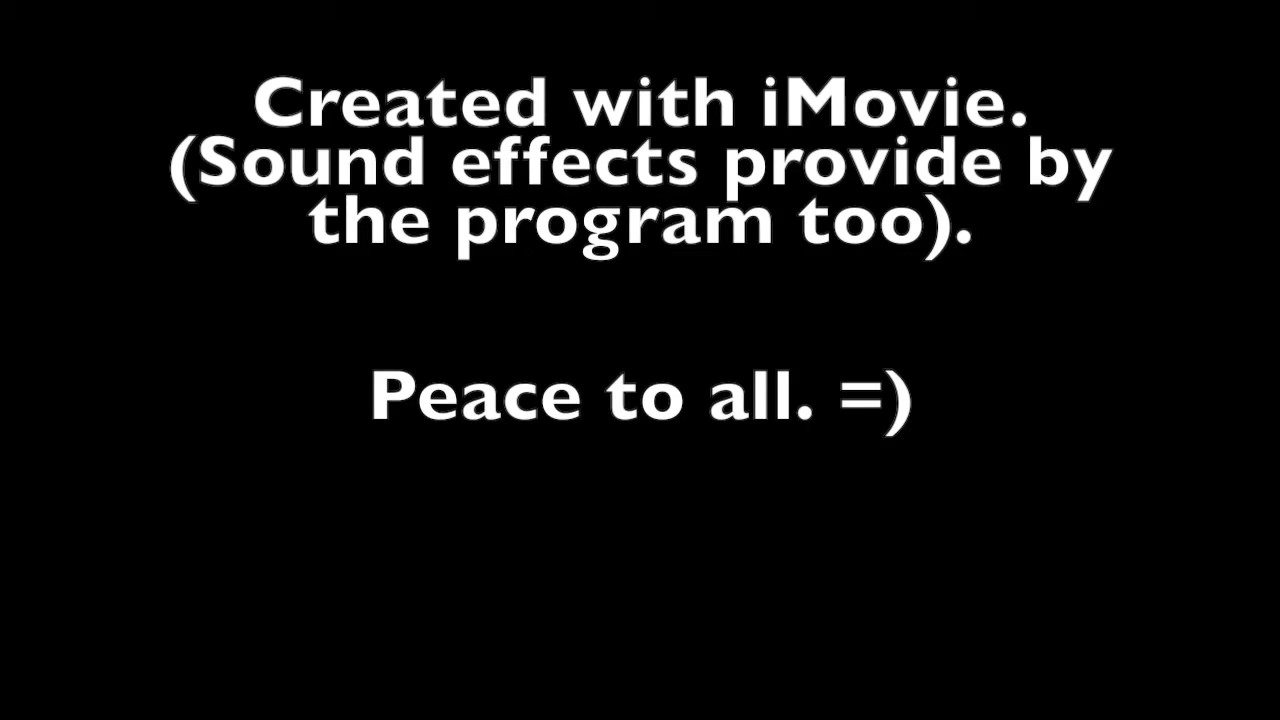 Created with iMovie.
(Sound effects provide by
the program too).
Peace to all. =)